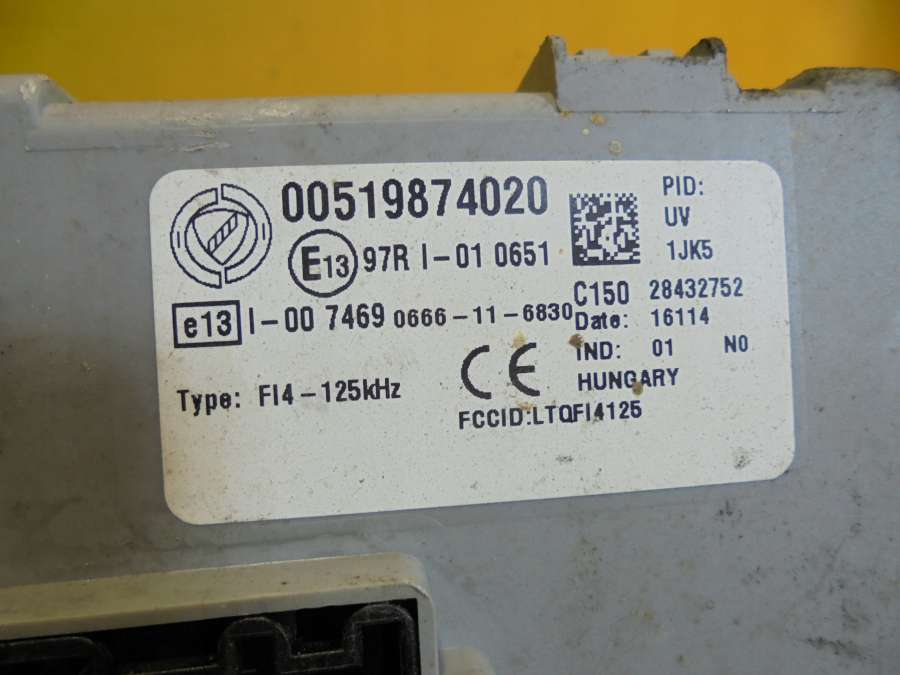 00519874020
PID:
UV
1JK5
E13 97R I-01 0651
C150 28432752
e13 I-00 7469 0666-11-6830
Date: 16114
IND: 01 NO
HUNGARY
CE
Type: FI4-125kHz
FCCID:LTQFI4125